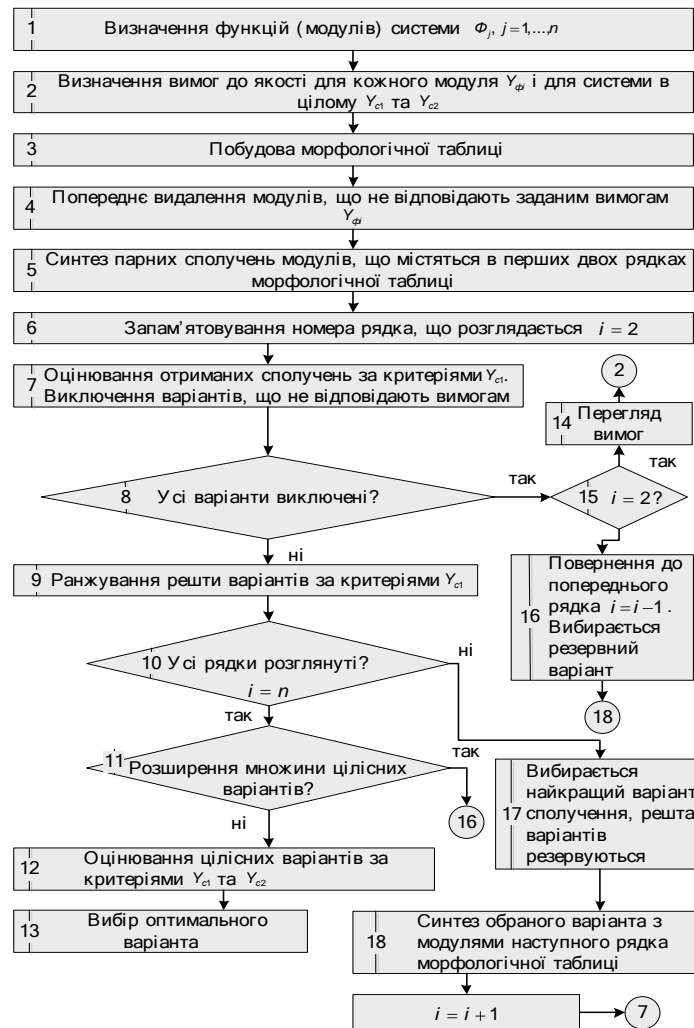 1 Визначення функцій (модулів) системи Φj, j=1,...,n
2 Визначення вимог до якості для кожного модуля Yφi і для системи в
цілому Yc1 та Yc2
3 Побудова морфологічної таблиці
4 Попереднє видалення модулів, що не відповідають заданим вимогам
Yφi
5 Синтез парних сполучень модулів, що містяться в перших двох рядках
морфологічної таблиці
6 Запам'ятовування номера рядка, що розглядається i = 2
7 Оцінювання отриманих сполучень за критеріями Yc1.
Виключення варіантів, що не відповідають вимогам
2
14 Перегляд
вимог
так
так
8 Усі варіанти виключені?
15 i = 2?
ні
9 Ранжування решти варіантів за критеріями Yc1
16 Повернення до
попереднього
рядка i=i–1.
Вибирається
резервний
варіант
18
10 Усі рядки розглянуті?
i = n
ні
так
11 Розширення множини цілісних
варіантів?
так
16
ні
17 Вибирається
найкращий варіант
сполучення, решта
варіантів
резервуються
12 Оцінювання цілісних варіантів за
критеріями Yc1 та Yc2
13 Вибір оптимального
варіанта
18 Синтез обраного варіанта з
модулями наступного рядка
морфологічної таблиці
i = i + 1
7